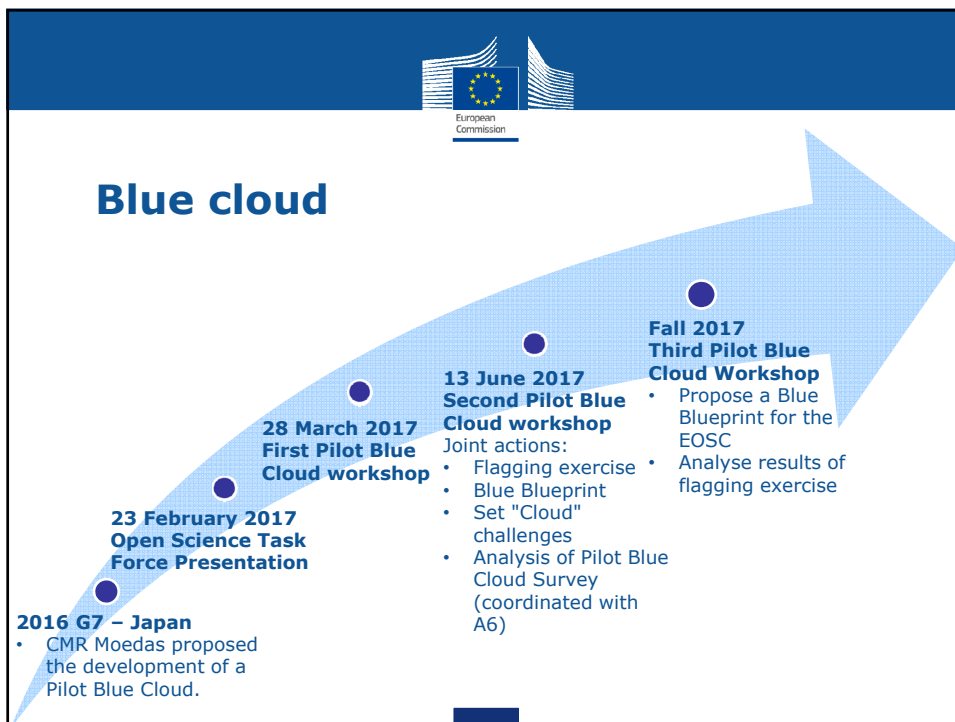 European
Commission
Blue cloud
2016 G7 – Japan
• CMR Moedas proposed
the development of a
Pilot Blue Cloud.
23 February 2017
Open Science Task
Force Presentation
28 March 2017
First Pilot Blue
Cloud workshop
13 June 2017
Second Pilot Blue
Cloud workshop
Joint actions:
• Flagging exercise
• Blue Blueprint
• Set "Cloud"
challenges
• Analysis of Pilot Blue
Cloud Survey
(coordinated with
A6)
Fall 2017
Third Pilot Blue
Cloud Workshop
• Propose a Blue
Blueprint for the
EOSC
• Analyse results of
flagging exercise